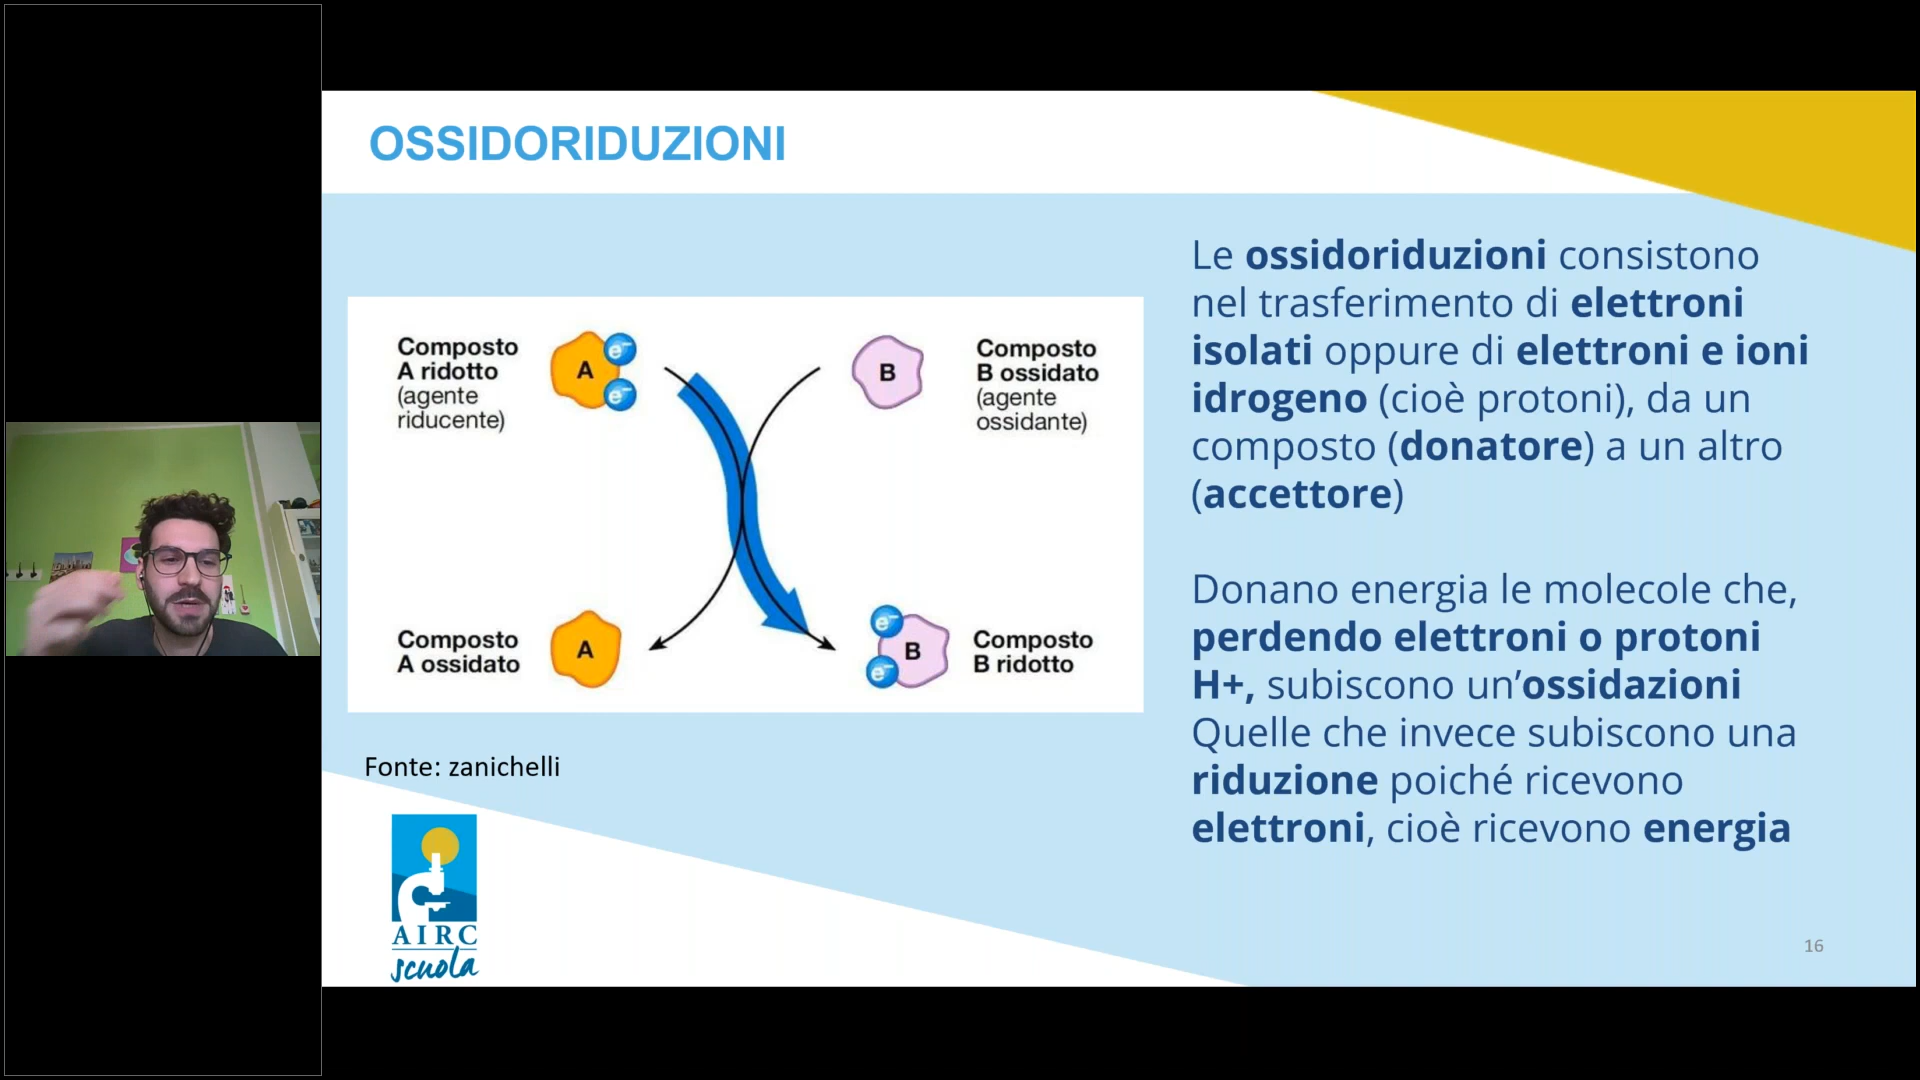 OSSIDORIDUZIONI
Composto
A ridotto
(agente
riducente)
A
e⁻
e⁻
B
Composto
B ossidato
(agente
ossidante)
Composto
A ossidato
A
e⁻
e⁻
B
Composto
B ridotto
Fonte: zanichelli
AIRC
scuola
Le ossidoriduzioni consistono
nel trasferimento di elettroni
isolati oppure di elettroni e ioni
idrogeno (cioè protoni), da un
composto (donatore) a un altro
(accettore)
Donano energia le molecole che,
perdendo elettroni o protoni
H+, subiscono un’ossidazioni
Quelle che invece subiscono una
riduzione poiché ricevono
elettroni, cioè ricevono energia
16